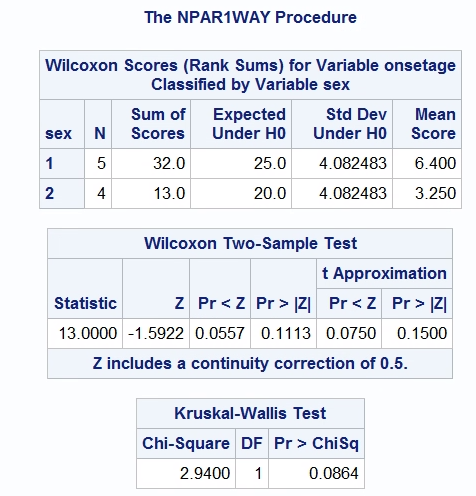 The NPAR1WAY Procedure
Wilcoxon Scores (Rank Sums) for Variable onsetage
Classified by Variable sex
sex N Sum of Scores Expected Under H0 Std Dev Under H0 Mean Score
1 5 32.0 25.0 4.082483 6.400
2 4 13.0 20.0 4.082483 3.250
Wilcoxon Two-Sample Test
t Approximation
Statistic Z Pr < Z Pr > |Z| Pr < Z Pr > |Z|
13.0000 -1.5922 0.0557 0.1113 0.0750 0.1500
Z includes a continuity correction of 0.5.
Kruskal-Wallis Test
Chi-Square DF Pr > ChiSq
2.9400 1 0.0864